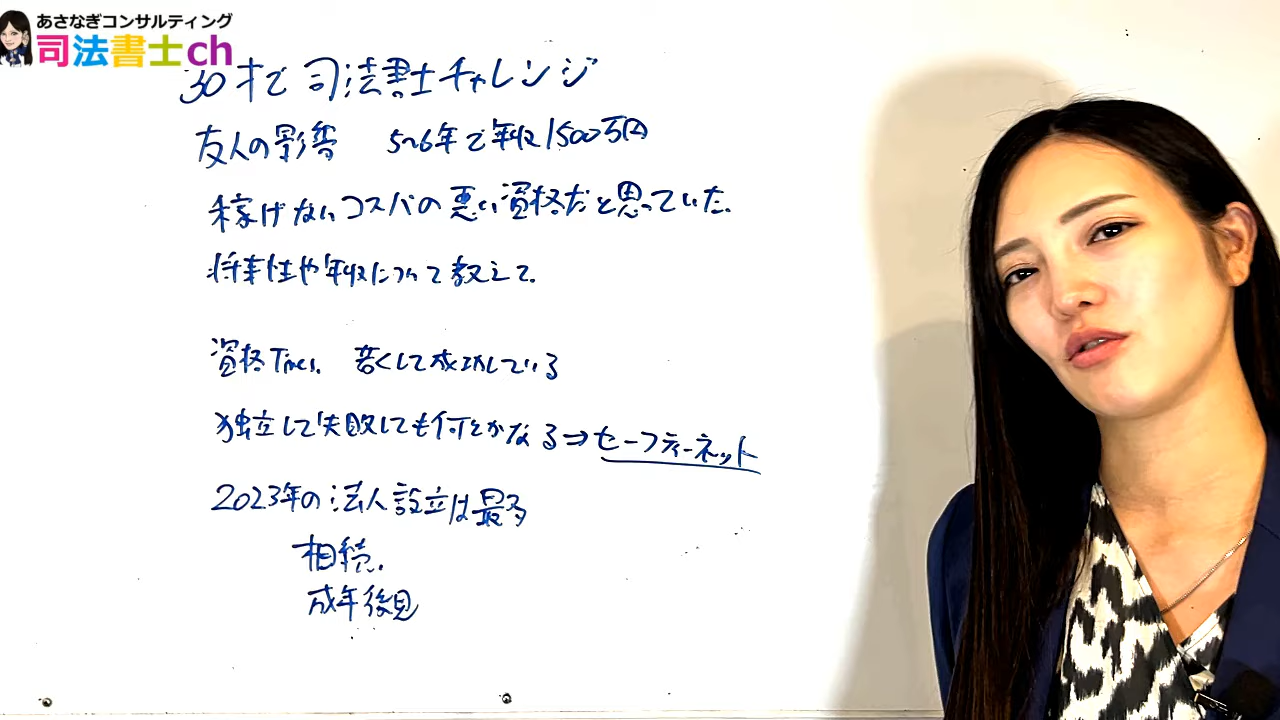 あさなぎコンサルティング
司法書士ch
30才で司法書士チャレンジ
友人の影響 5〜6年で年収1500万円
稼げないコスパの悪い資格だと思っていた。
将来性や年収について教えて。
資格Times. 若くして成功している
独立して失敗しても何とかなる⇒セーフティーネット
2023年の法人設立は最多
相続.
成年後見